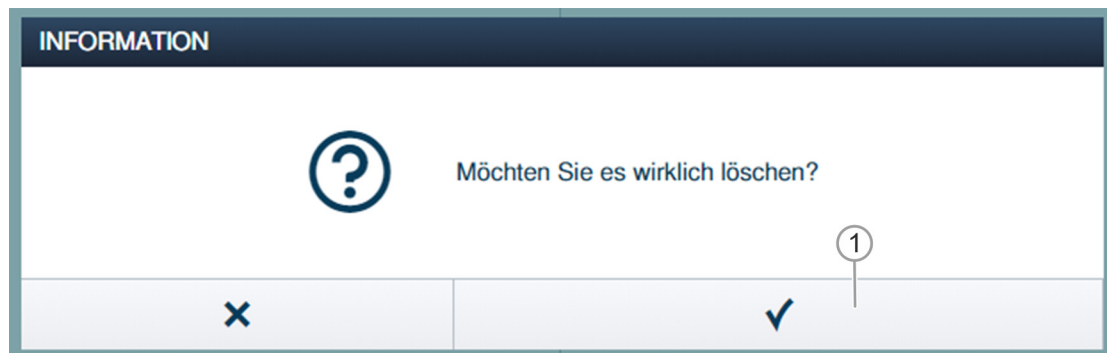 INFORMATION
Möchten Sie es wirklich löschen?
1